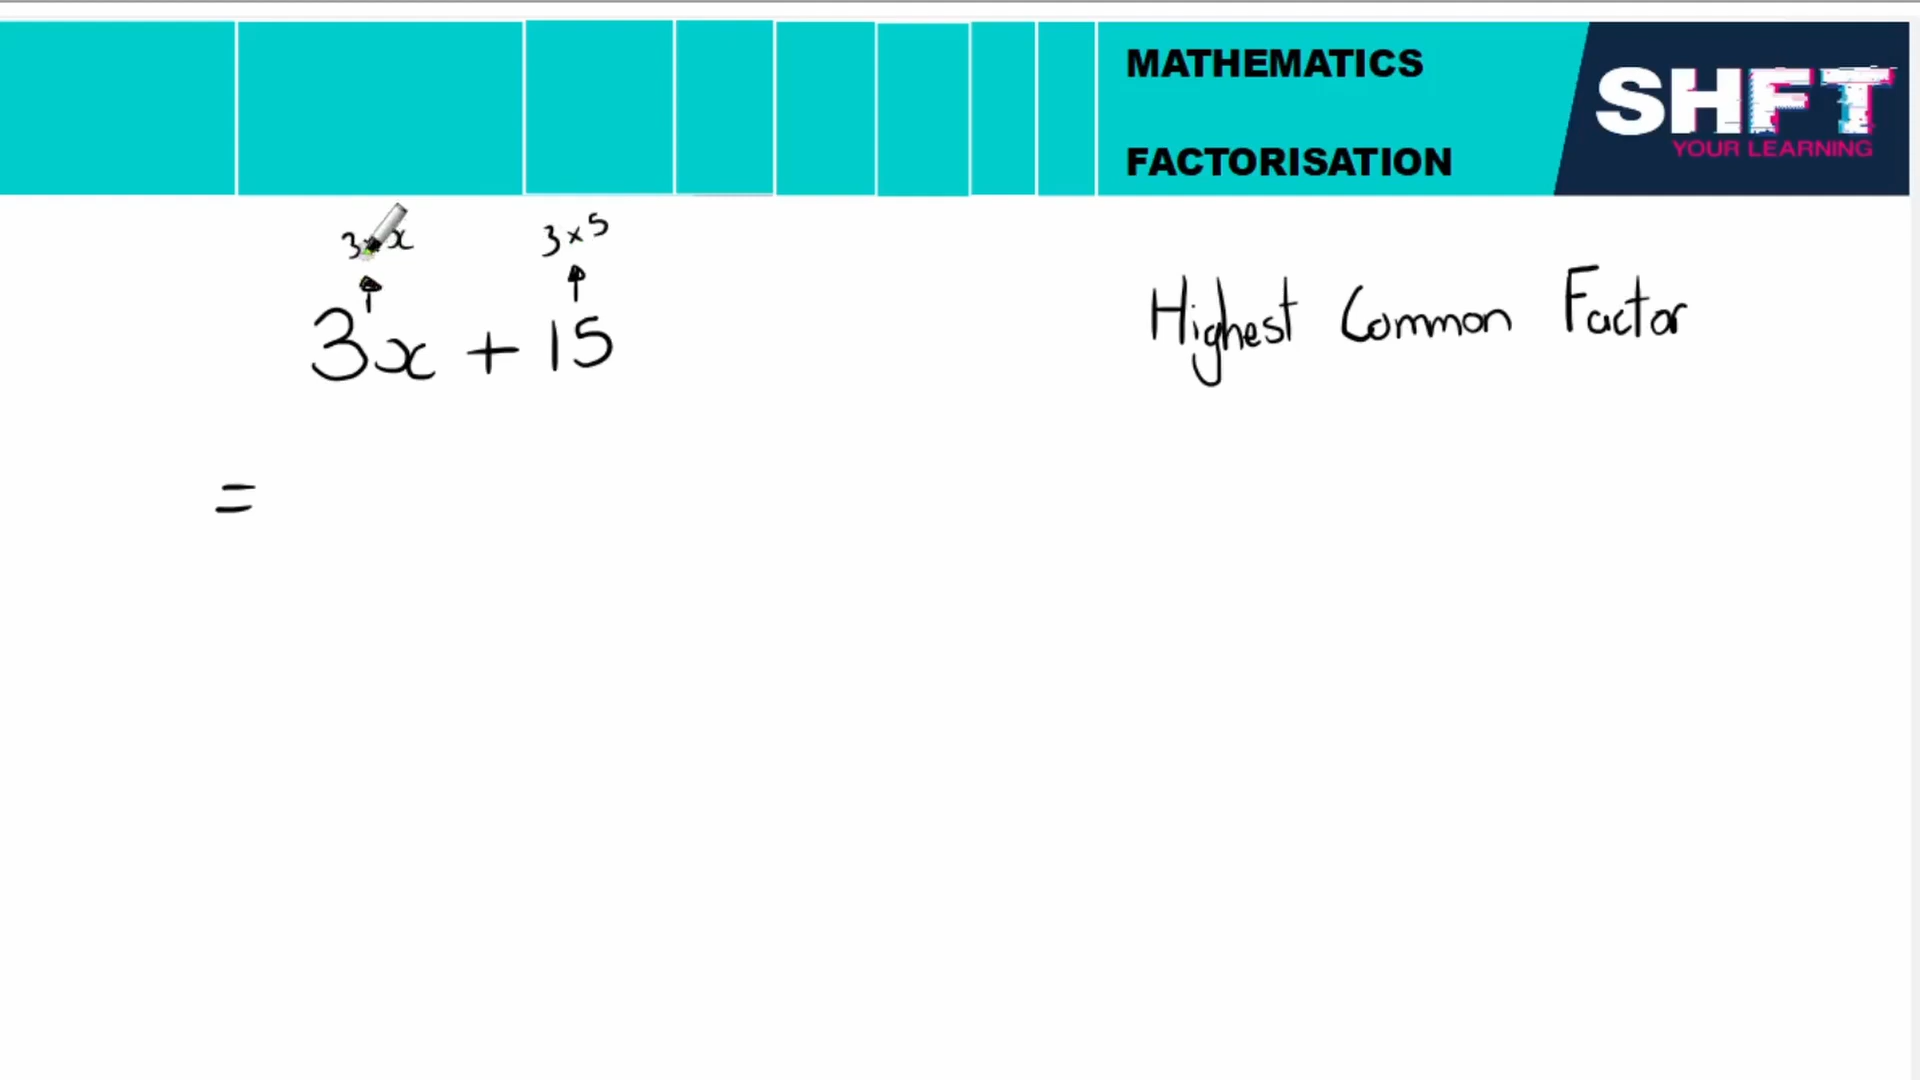 MATHEMATICS
FACTORISATION
SHFT
YOUR LEARNING
3 × x
3 × 5
3x + 15
Highest Common Factor
=